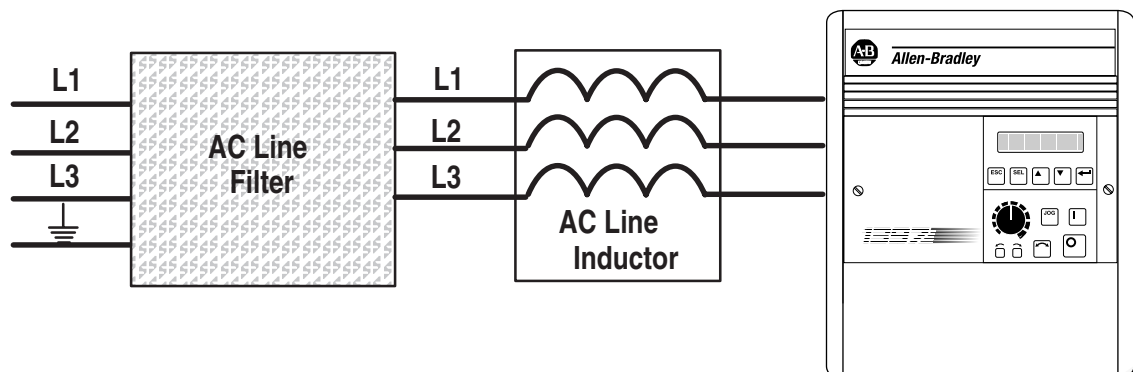 L1
L2
L3
AC Line
Filter
L1
L2
L3
AC Line
Inductor
AB
Allen-Bradley
ESC
SEL
JOG